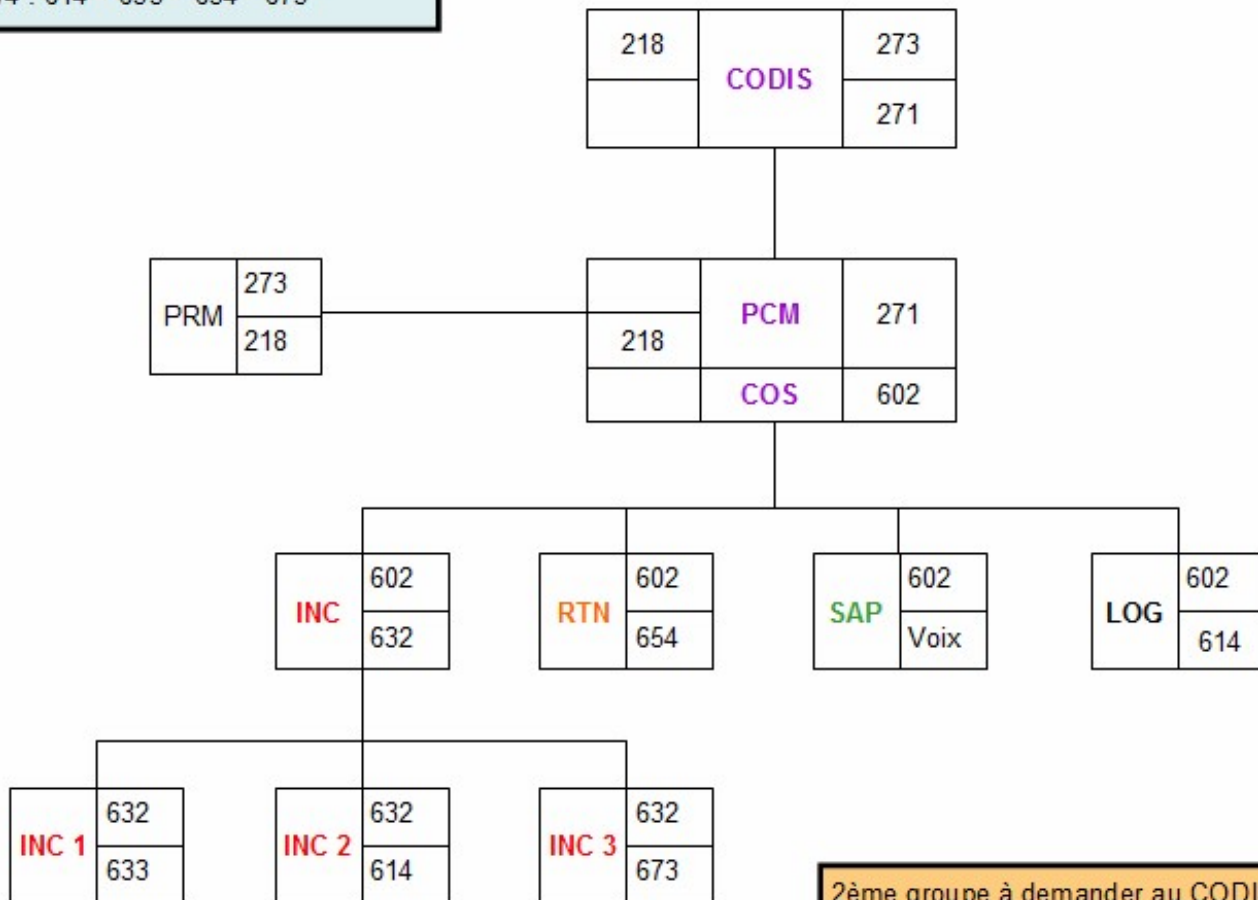 218 CODIS 273
271
PRM 273
218
PCM 271
218
COS 602
INC 602
632
RTN 602
654
SAP 602
Voix
LOG 602
614
INC 1 632
633
INC 2 632
614
INC 3 632
673
2ème groupe à demander au CODI